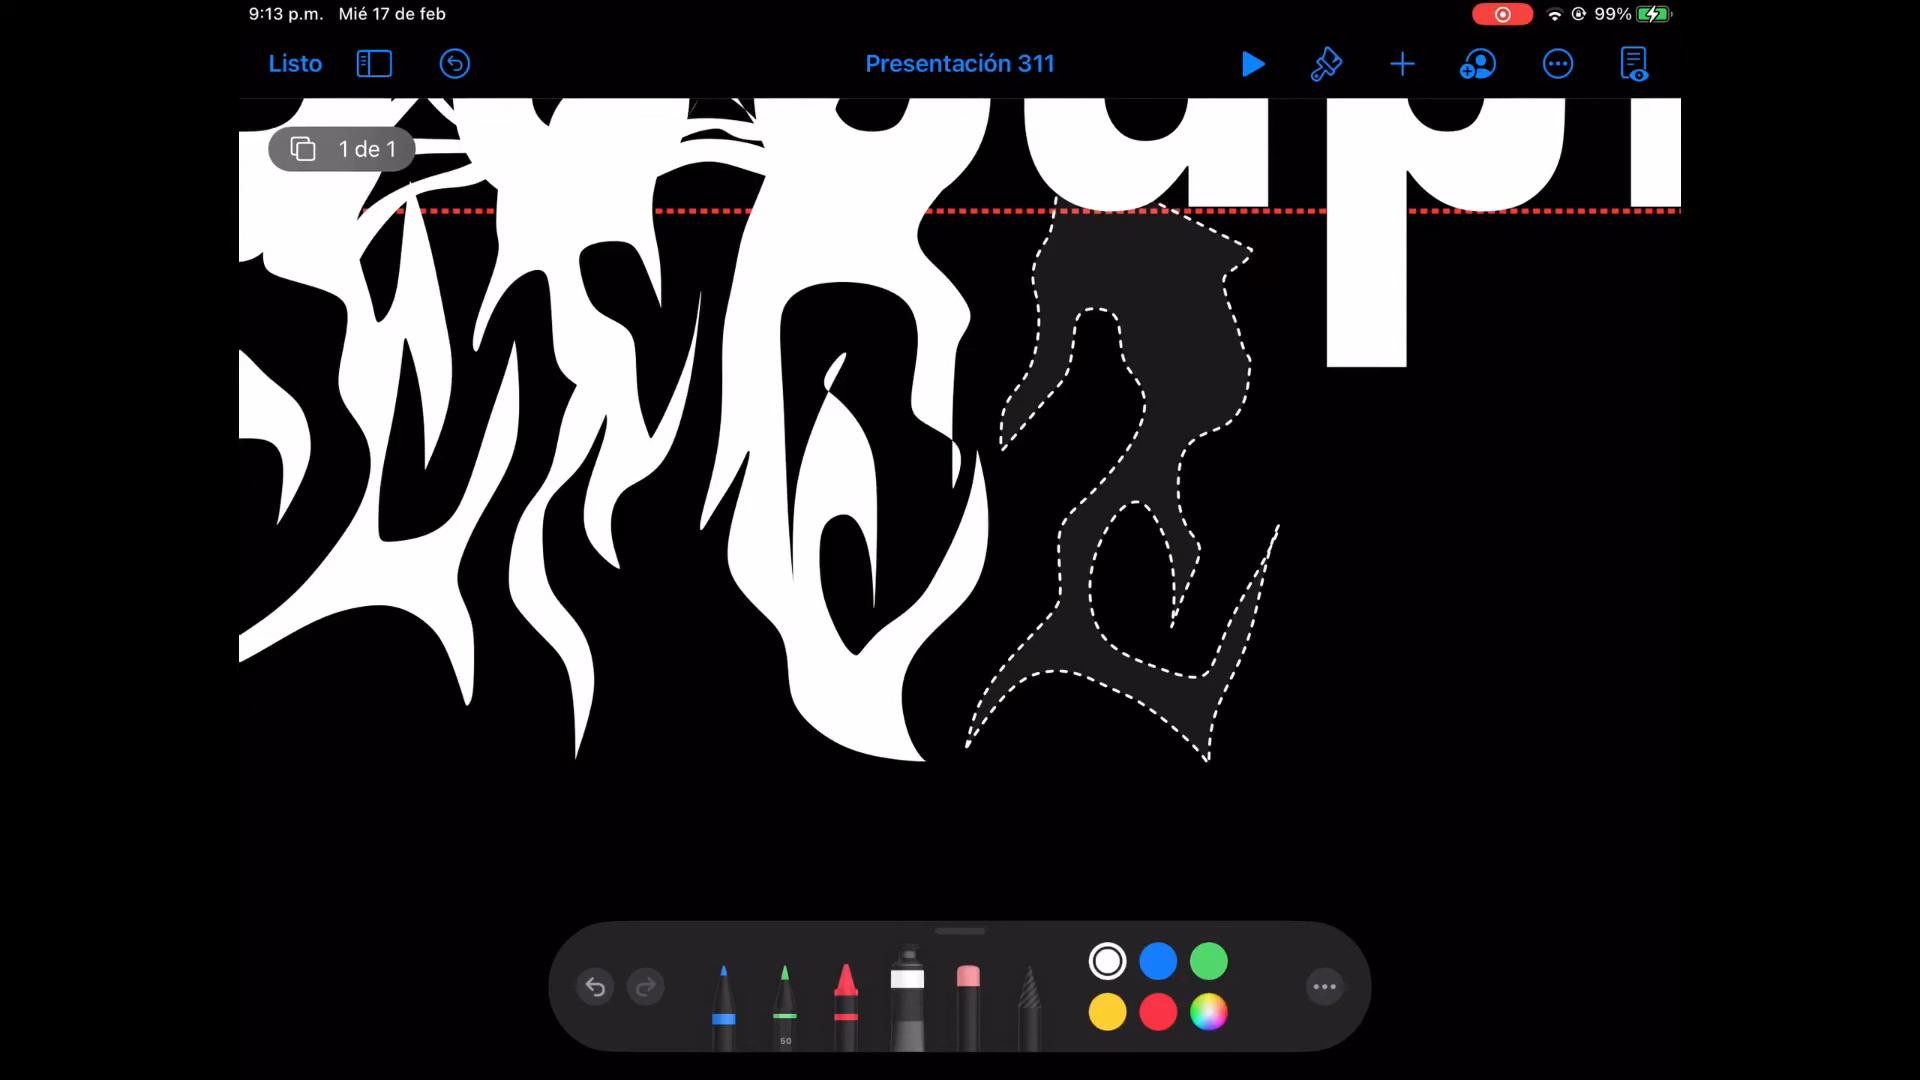 9:13 p.m. Mié 17 de feb
99%
Listo
Presentación 311
1 de 1
50